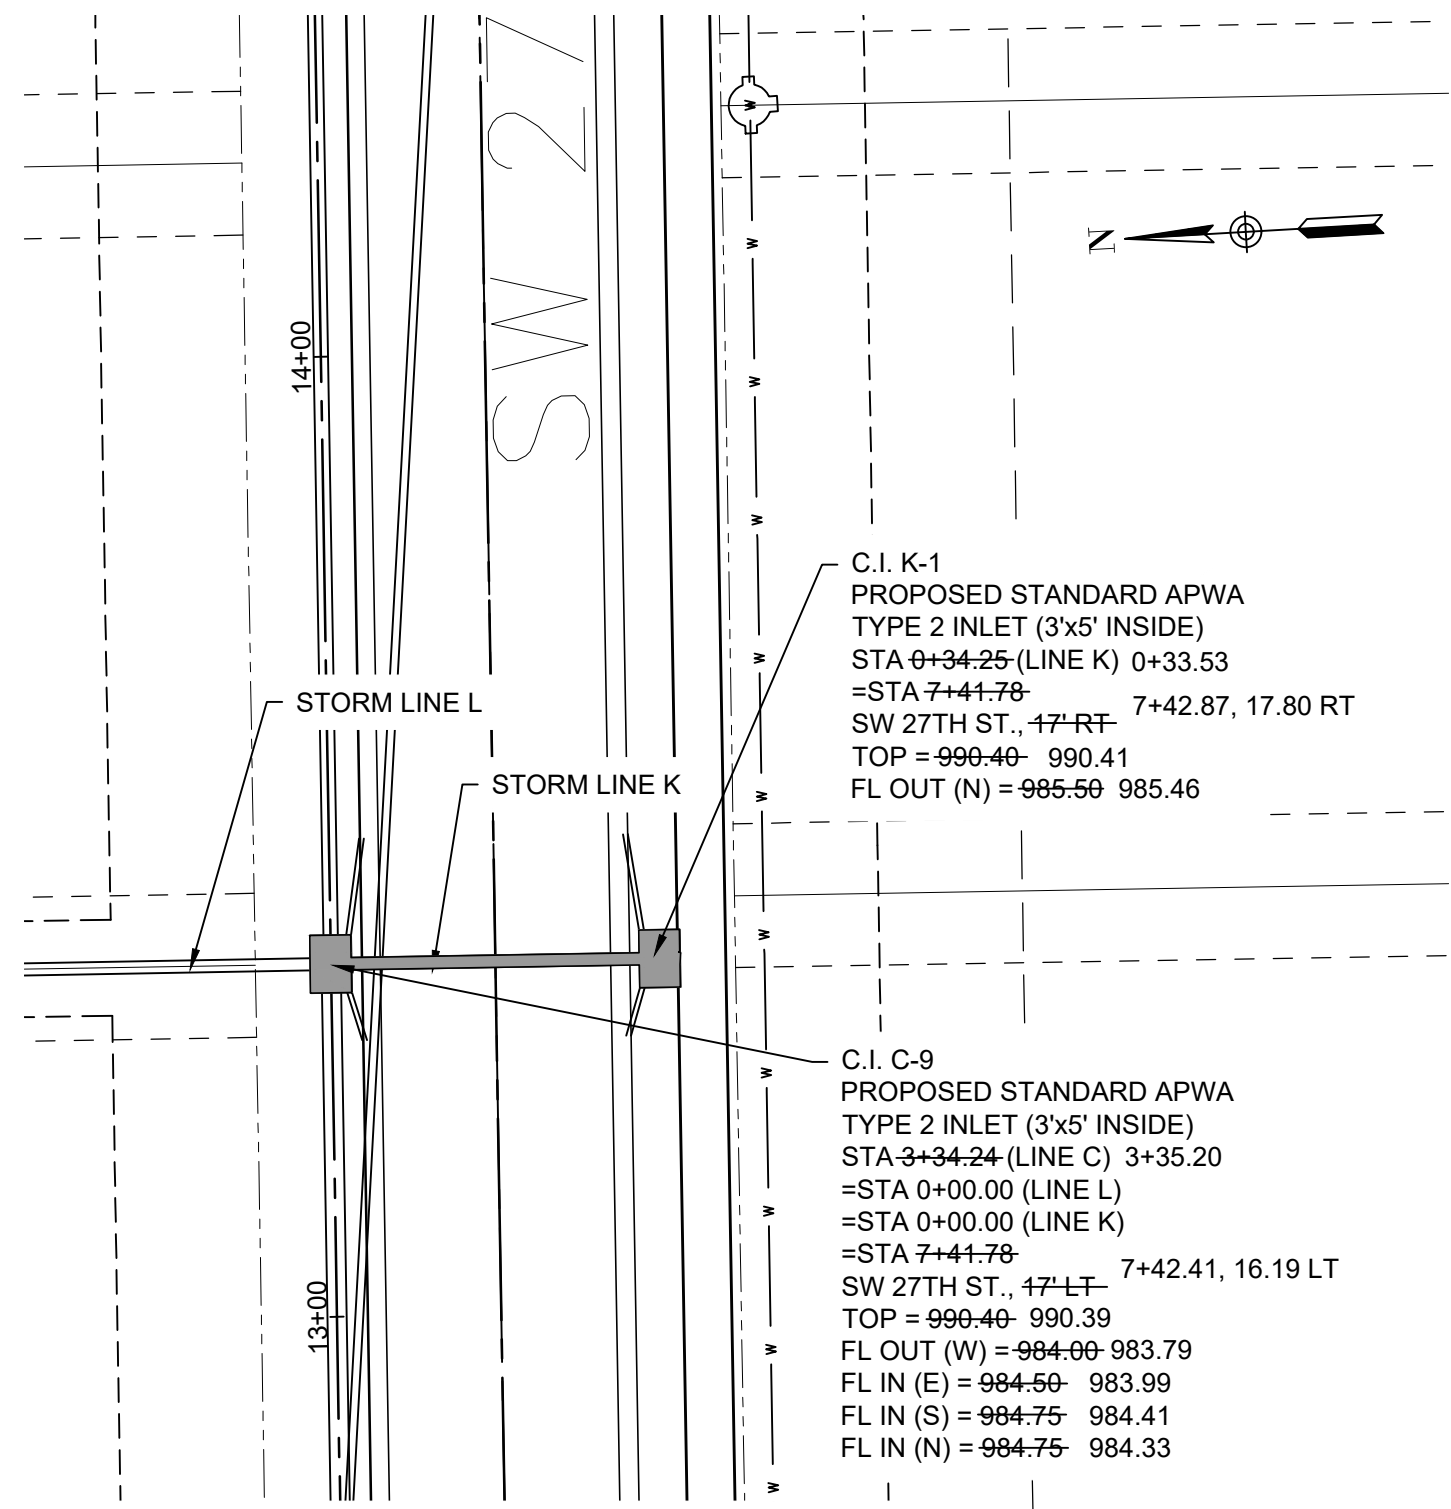 SW 27
N
14+00
C.I. K-1
PROPOSED STANDARD APWA
TYPE 2 INLET (3'x5' INSIDE)
STA 0+34.25 (LINE K) 0+33.53
=STA 7+41.78
SW 27TH ST., 17' RT 7+42.87, 17.80 RT
TOP = 990.40 990.41
FL OUT (N) = 985.50 985.46
STORM LINE L
STORM LINE K
C.I. C-9
PROPOSED STANDARD APWA
TYPE 2 INLET (3'x5' INSIDE)
STA 3+34.24 (LINE C) 3+35.20
=STA 0+00.00 (LINE L)
=STA 0+00.00 (LINE K)
=STA 7+41.78
SW 27TH ST., 17' LT 7+42.41, 16.19 LT
TOP = 990.40 990.39
FL OUT (W) = 984.00 983.79
FL IN (E) = 984.50 983.99
FL IN (S) = 984.75 984.41
FL IN (N) = 984.75 984.33
13+00
W
W
W
W
W
W
W
W
W
W
W